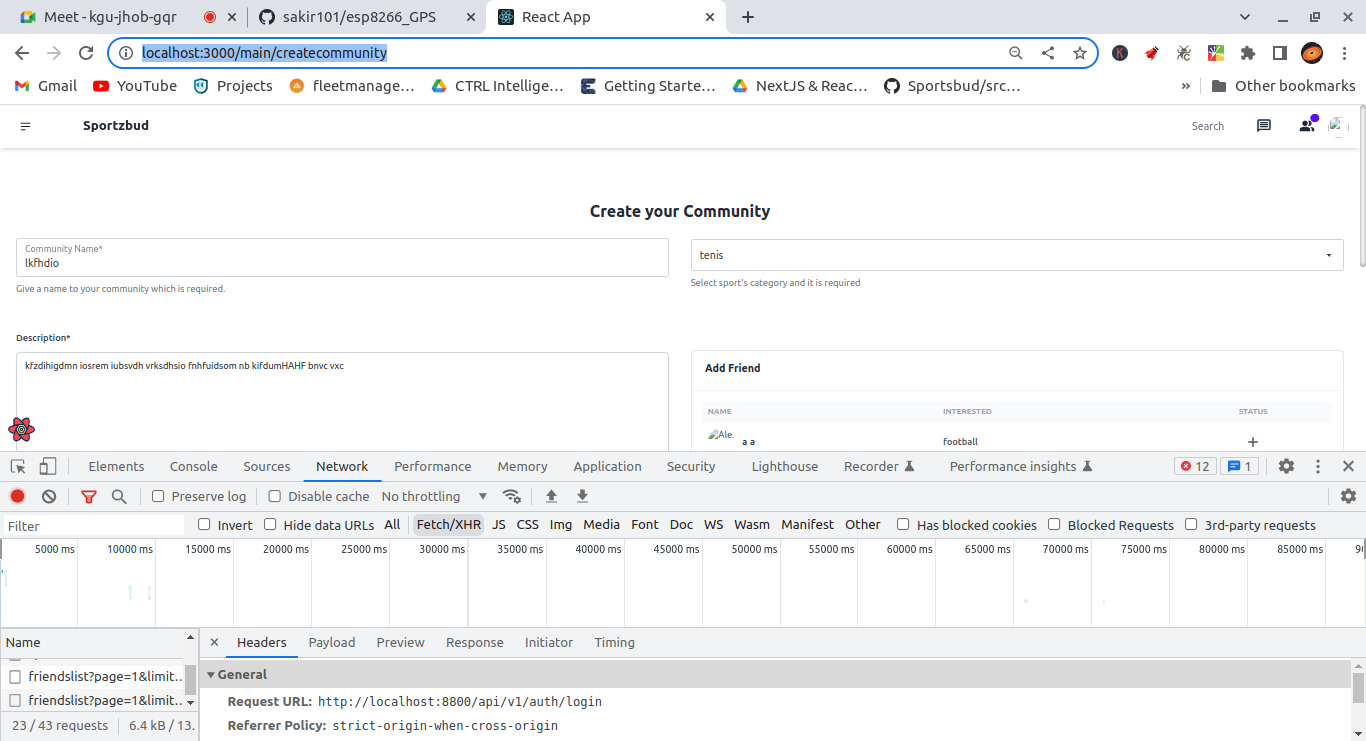 Meet - kgu-jhob-gqr
sakir101/esp8266_GPS
React App
localhost:3000/main/createcommunity
Gmail
YouTube
Projects
fleetmanage...
CTRL Intellige...
Getting Starte...
NextJS & Reac...
Sportsbud/src...
»
Other bookmarks
Sportzbud
Search
Create your Community
Community Name*
lkfhdio
tenis
Give a name to your community which is required.
Select sport's category and it is required
Description*
kfzdihigdmn iosrem iubsvdh vrksdhsio fnhfuidsom nb kifdumHAHF bnvc vxc
Add Friend
NAME INTERESTED STATUS
Ale. a a football +
Elements Console Sources Network Performance Memory Application Security Lighthouse Recorder Performance insights 12 1
Preserve log Disable cache No throttling
Filter Invert Hide data URLs All Fetch/XHR JS CSS Img Media Font Doc WS Wasm Manifest Other Has blocked cookies Blocked Requests 3rd-party requests
5000 ms 10000 ms 15000 ms 20000 ms 25000 ms 30000 ms 35000 ms 40000 ms 45000 ms 50000 ms 55000 ms 60000 ms 65000 ms 70000 ms 75000 ms 80000 ms 85000 ms
Name
Headers Payload Preview Response Initiator Timing
friendslist?page=1&limit...
friendslist?page=1&limit...
23 / 43 requests 6.4 kB / 13.
General
Request URL: http://localhost:8800/api/v1/auth/login
Referrer Policy: strict-origin-when-cross-origin